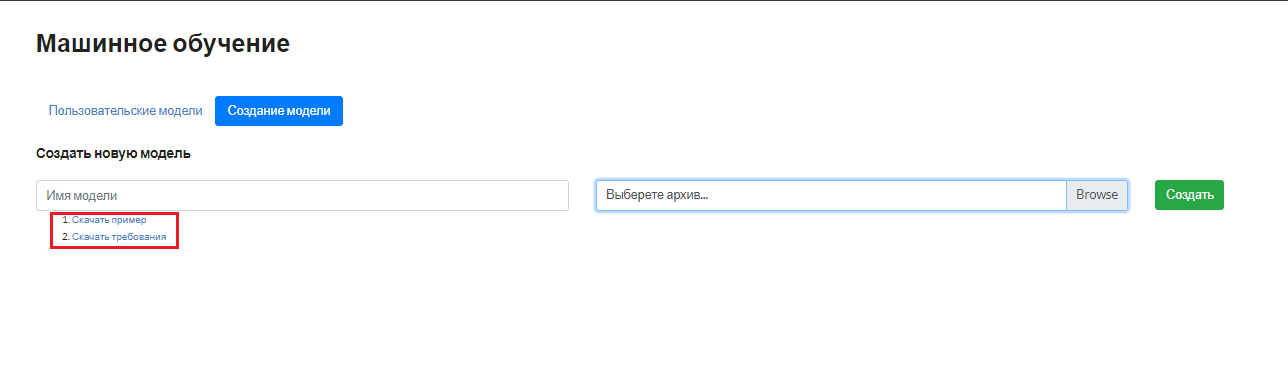 Машинное обучение
Пользовательские модели Создание модели
Создать новую модель
Имя модели Выберете архив... Browse Создать
1. Скачать пример
2. Скачать требования